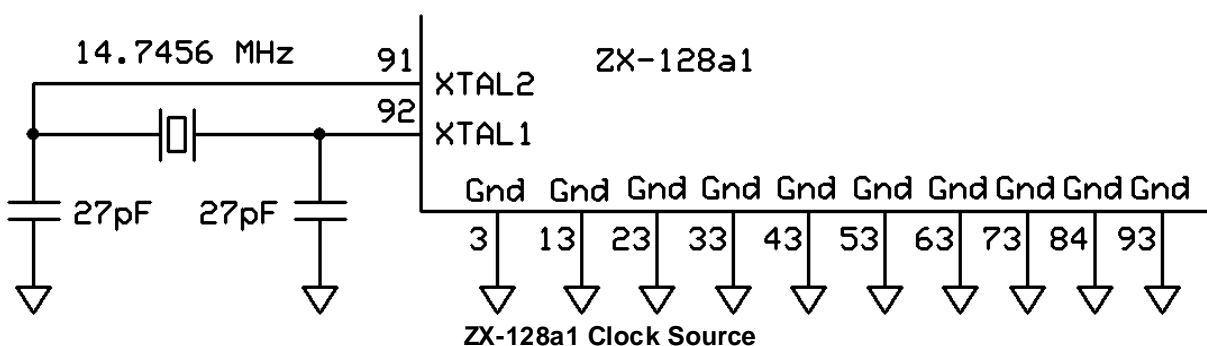 14.7456 MHz
91
ZX-128a1
XTAL2
92
XTAL1
Gnd Gnd Gnd Gnd Gnd Gnd Gnd Gnd Gnd Gnd
27pF 27pF
3 13 23 33 43 53 63 73 84 93
ZX-128a1 Clock Source